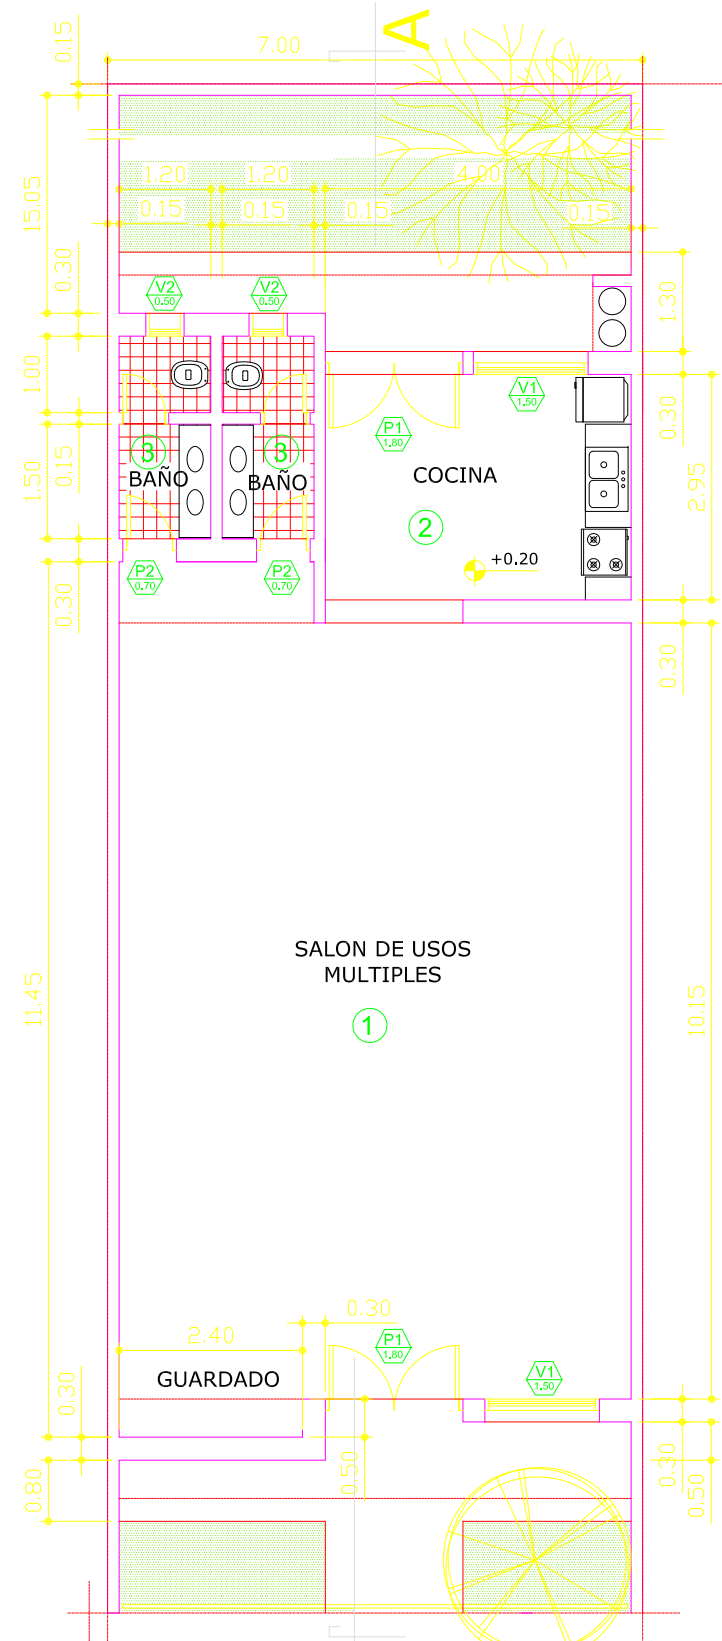 A
0.15
7.00
1.20
1.20
4.00
0.15
0.15
0.15
0.15
15.05
0.30
V2
0.50
V2
0.50
1.30
1.00
V1
1.50
P1
1.80
0.30
3
BAÑO
3
BAÑO
COCINA
1.50
0.15
2.95
2
+0.20
P2
0.70
P2
0.70
0.30
0.30
SALON DE USOS
MULTIPLES
1
11.45
10.15
0.30
2.40
P1
1.80
V1
1.50
GUARDADO
0.30
0.50
0.30
0.80
0.50